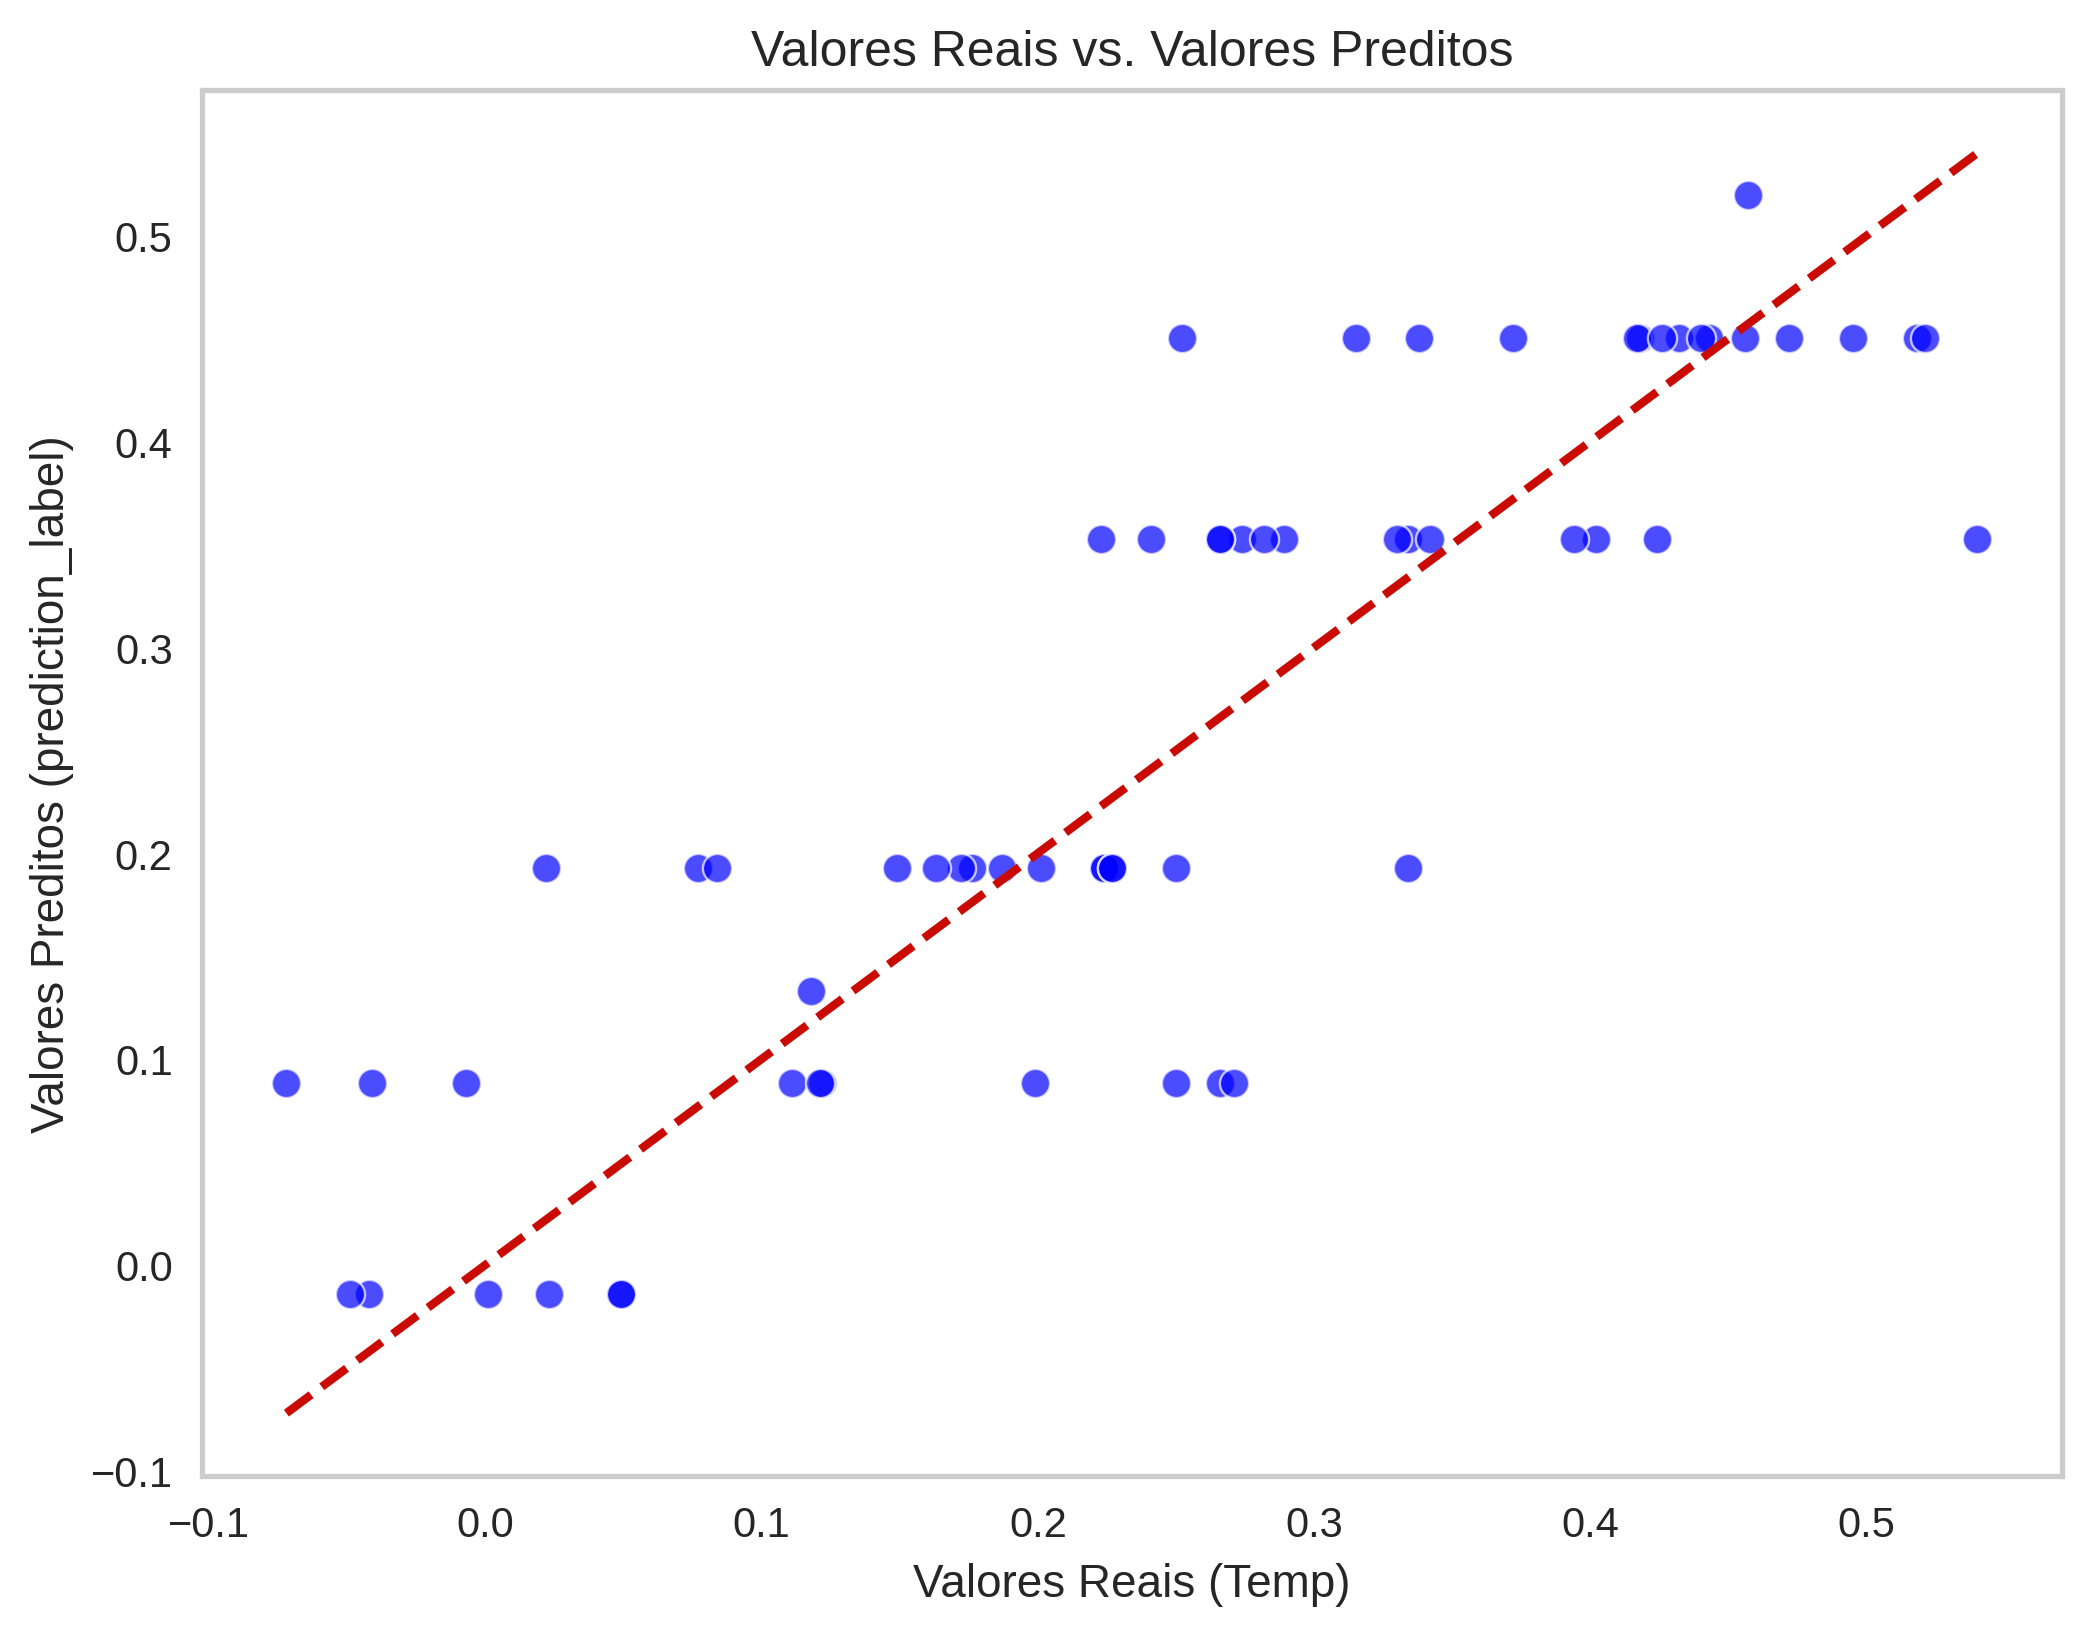 Valores Reais vs. Valores Preditos
Valores Preditos (prediction_label)
0.5
0.4
0.3
0.2
0.1
0.0
−0.1
−0.1 0.0 0.1 0.2 0.3 0.4 0.5
Valores Reais (Temp)